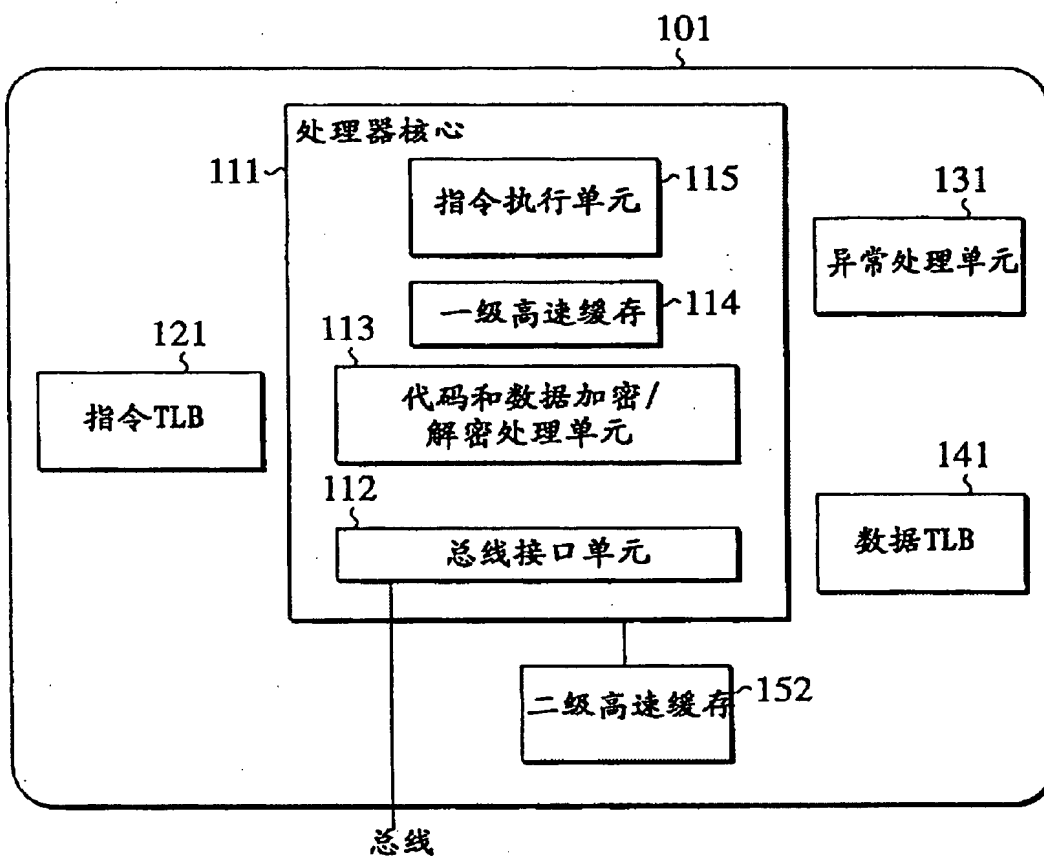 101
处理器核心
111
指令执行单元
115
131
异常处理单元
一级高速缓存
114
113
121
代码和数据加密/
解密处理单元
指令TLB
112
141
总线接口单元
数据TLB
二级高速缓存
152
总线